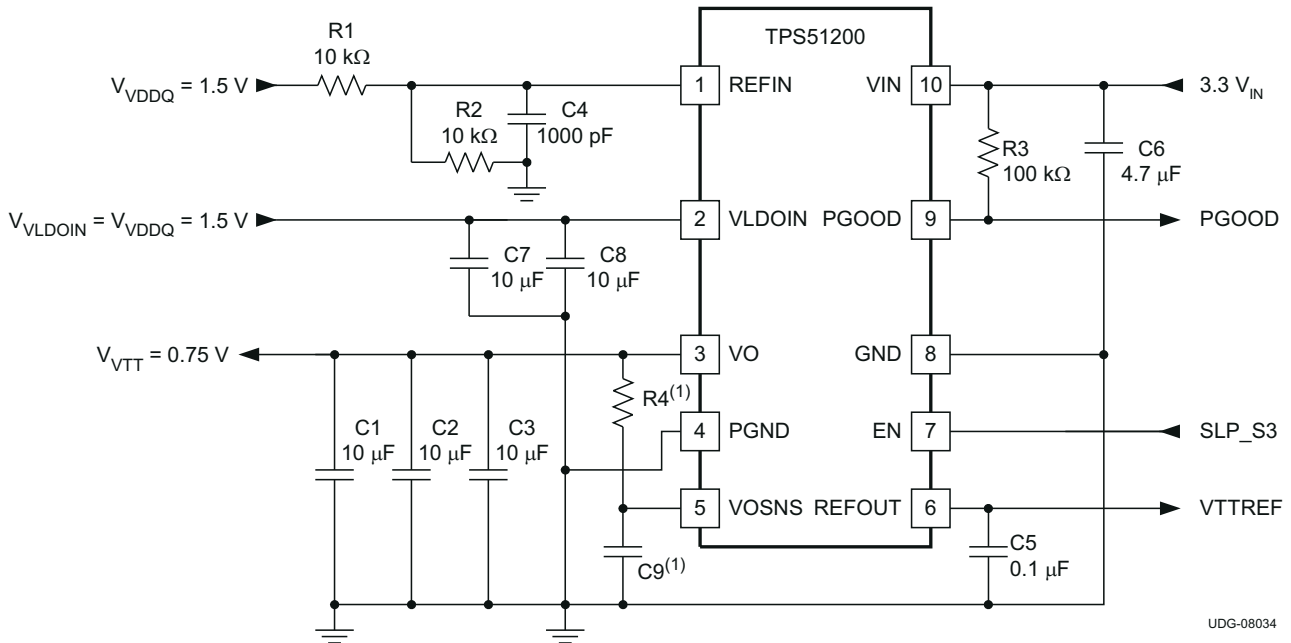 TPS51200
R1
10 kΩ
V_VDDQ = 1.5 V
1 REFIN
VIN 10
3.3 V_IN
R2
10 kΩ
C4
1000 pF
R3
100 kΩ
C6
4.7 μF
V_VLDOIN = V_VDDQ = 1.5 V
2 VLDOIN
PGOOD 9
PGOOD
C7
10 μF
C8
10 μF
V_VTT = 0.75 V
3 VO
GND 8
R4(1)
C1
10 μF
C2
10 μF
C3
10 μF
4 PGND
EN 7
SLP_S3
5 VOSNS
REFOUT 6
VTTREF
C9(1)
C5
0.1 μF
UDG-08034